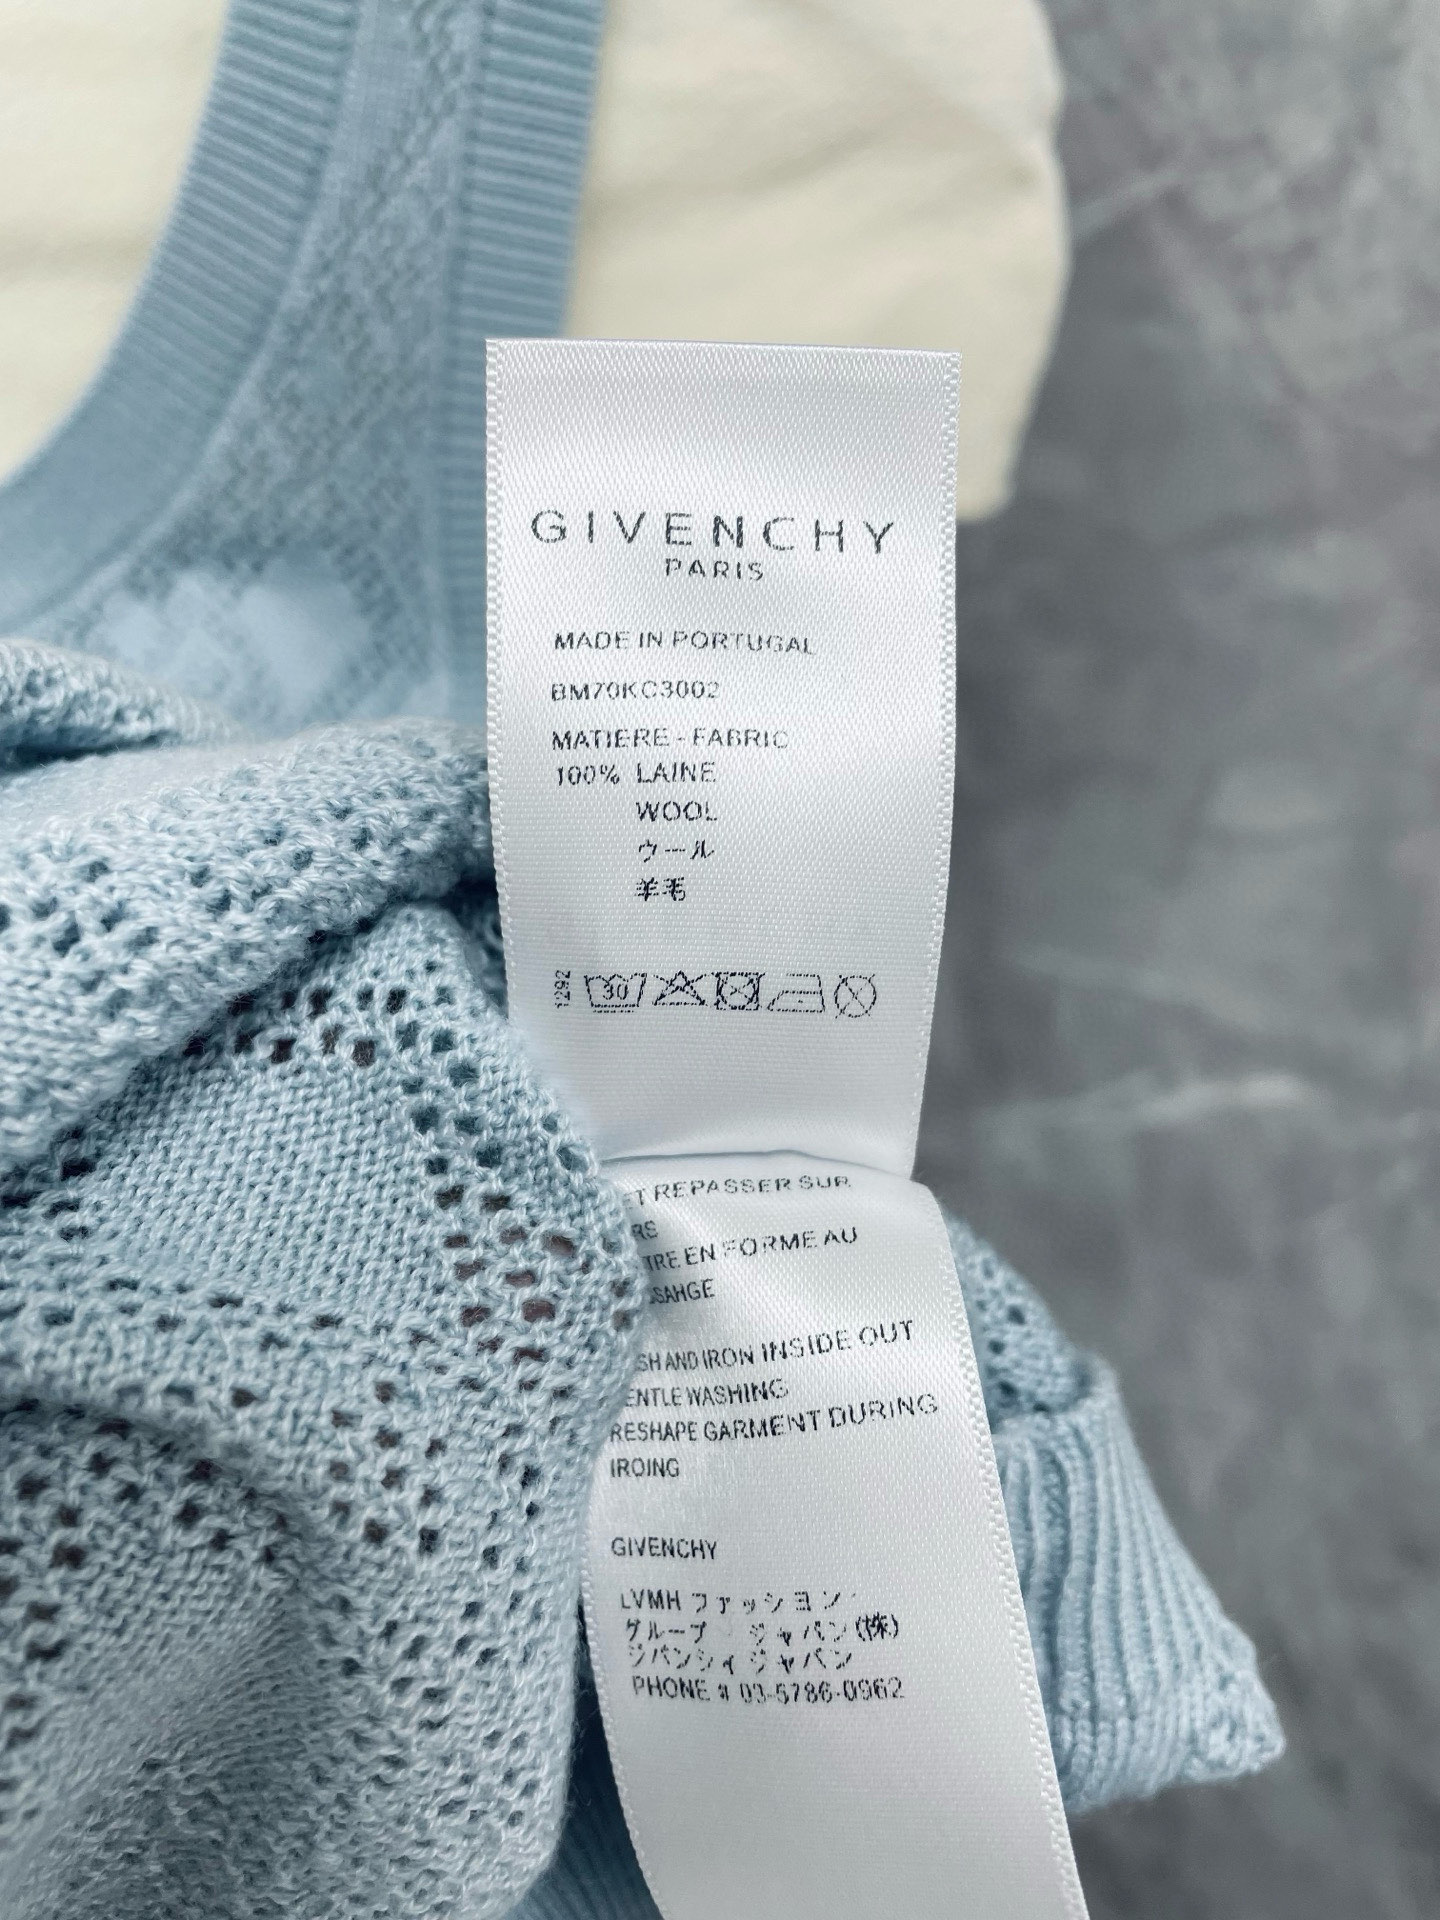 GIVENCHY
PARIS
MADE IN PORTUGAL
BM70KC3002
MATIERE - FABRIC
100% LAINE
WOOL
ウール
羊毛
1292
30
ET REPASSER SUR
RS
TRE EN FORME AU
SSAHGE
SH AND IRON INSIDE OUT
ENTLE WASHING
RESHAPE GARMENT DURING
IROING
GIVENCHY
LVMH ファッション・
グループ ジャパン(株)
ジバンシィ ジャパン
PHONE # 03-5786-0962